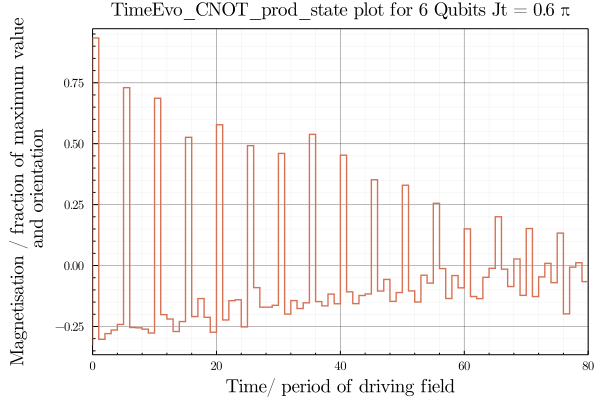 TimeEvo_CNOT_prod_state plot for 6 Qubits Jt = 0.6 π
Magnetisation / fraction of maximum value
and orientation
0.75
0.50
0.25
0.00
−0.25
0 20 40 60 80
Time/ period of driving field